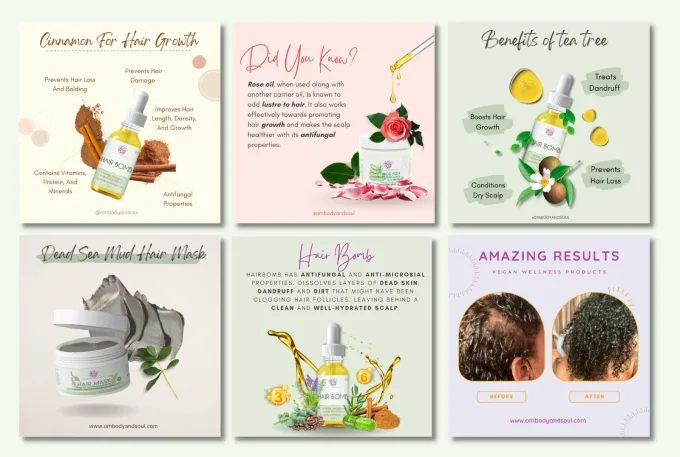 Cinnamon For Hair Growth
Prevents Hair Loss
And Balding
Prevents Hair
Damage
Improves Hair
Length, Density,
And Growth
Contains Vitamins,
Protein, And
Minerals
Antifungal
Properties
HAIR BOMB
@ombodyandsoul
Did You Know?
Rose oil, when used along
with another carrier oil, is known to
add lustre to hair. It also works
effectively towards promoting
hair growth and makes the scalp
healthier with its antifungal
properties.
#ombodyandsoul
Benefits of tea tree
Treats
Dandruff
Boosts Hair
Growth
HAIR BOMB
Conditions
Dry Scalp
Prevents
Hair Loss
#OMBODYANDSOUL
Dead Sea Mud Hair Mask
HAIR MASK
www.ombodyandsoul.com
Hair Bomb
HAIRBOMB HAS ANTIFUNGAL AND ANTI-MICROBIAL
PROPERTIES. DISSOLVES LAYERS OF DEAD SKIN,
DANDRUFF AND DIRT THAT MIGHT HAVE BEEN
CLOGGING HAIR FOLLICLES, LEAVING BEHIND A
CLEAN AND WELL-HYDRATED SCALP.
3
6
HAIR BOMB
www.ombodyandsoul.com
AMAZING RESULTS
VEGAN WELLNESS PRODUCTS
BEFORE
AFTER
www.ombodyandsoul.com